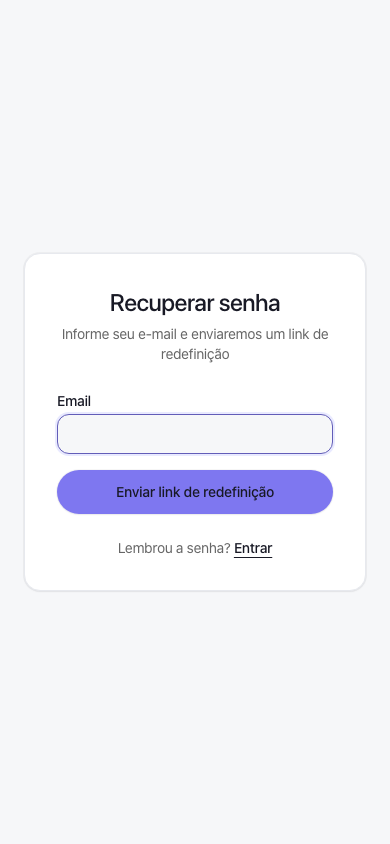 Recuperar senha
Informe seu e-mail e enviaremos um link de
redefinição
Email
Enviar link de redefinição
Lembrou a senha? Entrar